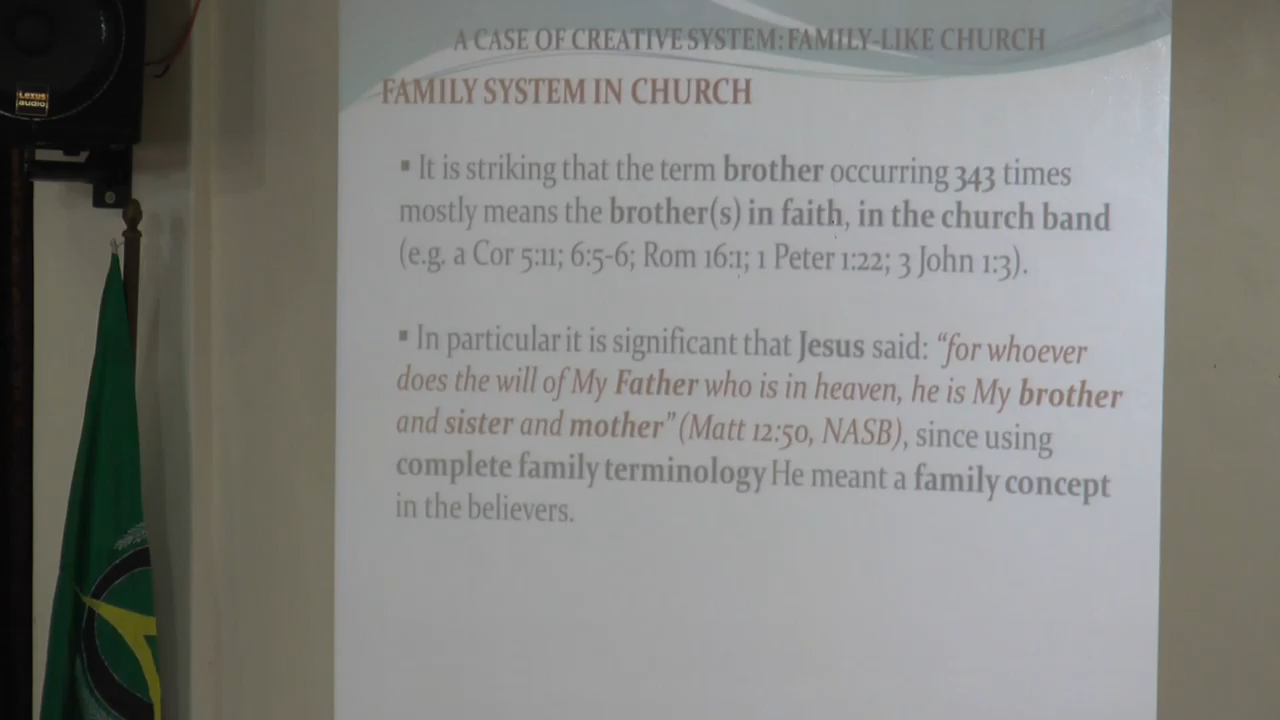 Lexus
audio
A CASE OF CREATIVE SYSTEM: FAMILY-LIKE CHURCH
FAMILY SYSTEM IN CHURCH
▪ It is striking that the term brother occurring 343 times
mostly means the brother(s) in faith, in the church band
(e.g. a Cor 5:11; 6:5-6; Rom 16:1; 1 Peter 1:22; 3 John 1:3).
▪ In particular it is significant that Jesus said: “for whoever
does the will of My Father who is in heaven, he is My brother
and sister and mother” (Matt 12:50, NASB), since using
complete family terminology He meant a family concept
in the believers.